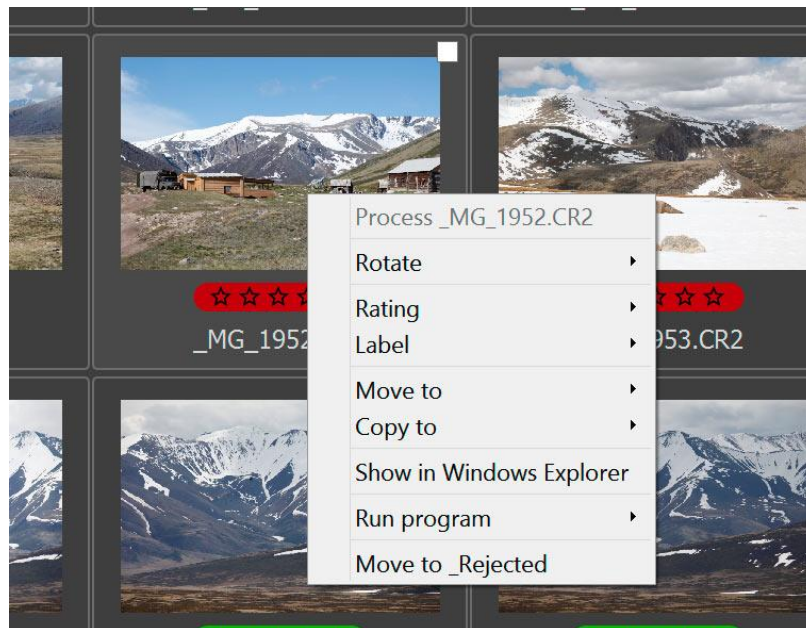 Process _MG_1952.CR2
Rotate
Rating
Label
_MG_1952
953.CR2
Move to
Copy to
Show in Windows Explorer
Run program
Move to _Rejected